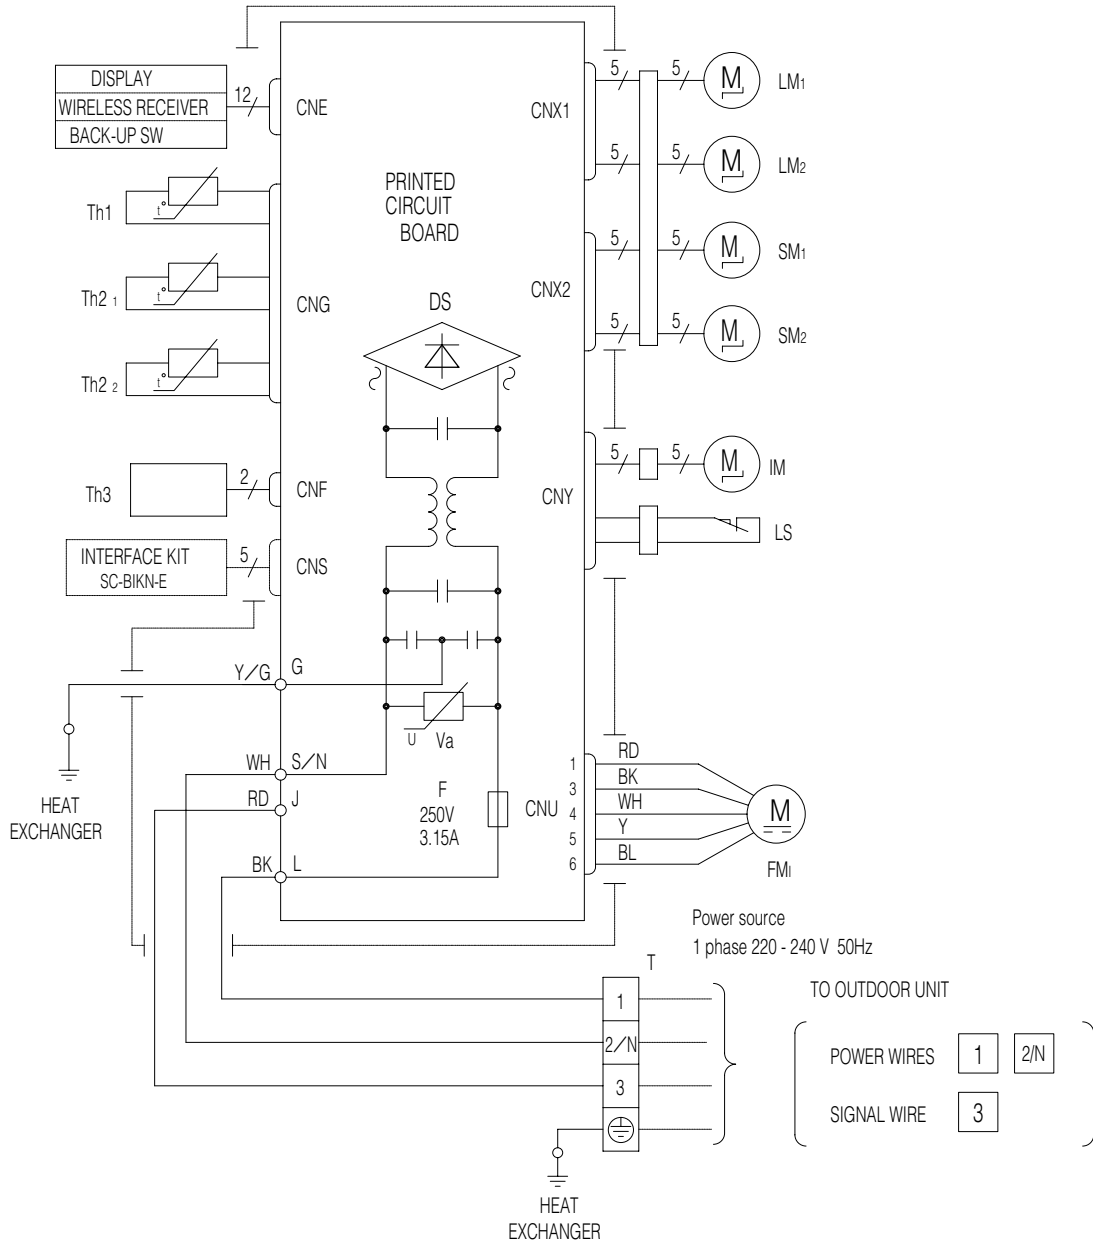 DISPLAY
WIRELESS RECEIVER
BACK-UP SW
12
CNE
Th1
t°
Th2 1
t°
CNG
Th2 2
t°
Th3
2
CNF
INTERFACE KIT
SC-BIKN-E
5
CNS
PRINTED
CIRCUIT
BOARD
DS
CNX1
5 5 M LM1
5 5 M LM2
CNX2
5 5 M SM1
5 5 M SM2
CNY
5 5 M IM
LS
Y/G G
U Va
WH S/N
RD J
BK L
F
250V
3.15A
HEAT
EXCHANGER
CNU
1 RD
3 BK
4 WH
5 Y
6 BL
M
FMI
Power source
1 phase 220 - 240 V 50Hz
T
1
2/N
3
TO OUTDOOR UNIT
POWER WIRES 1 2/N
SIGNAL WIRE 3
HEAT
EXCHANGER